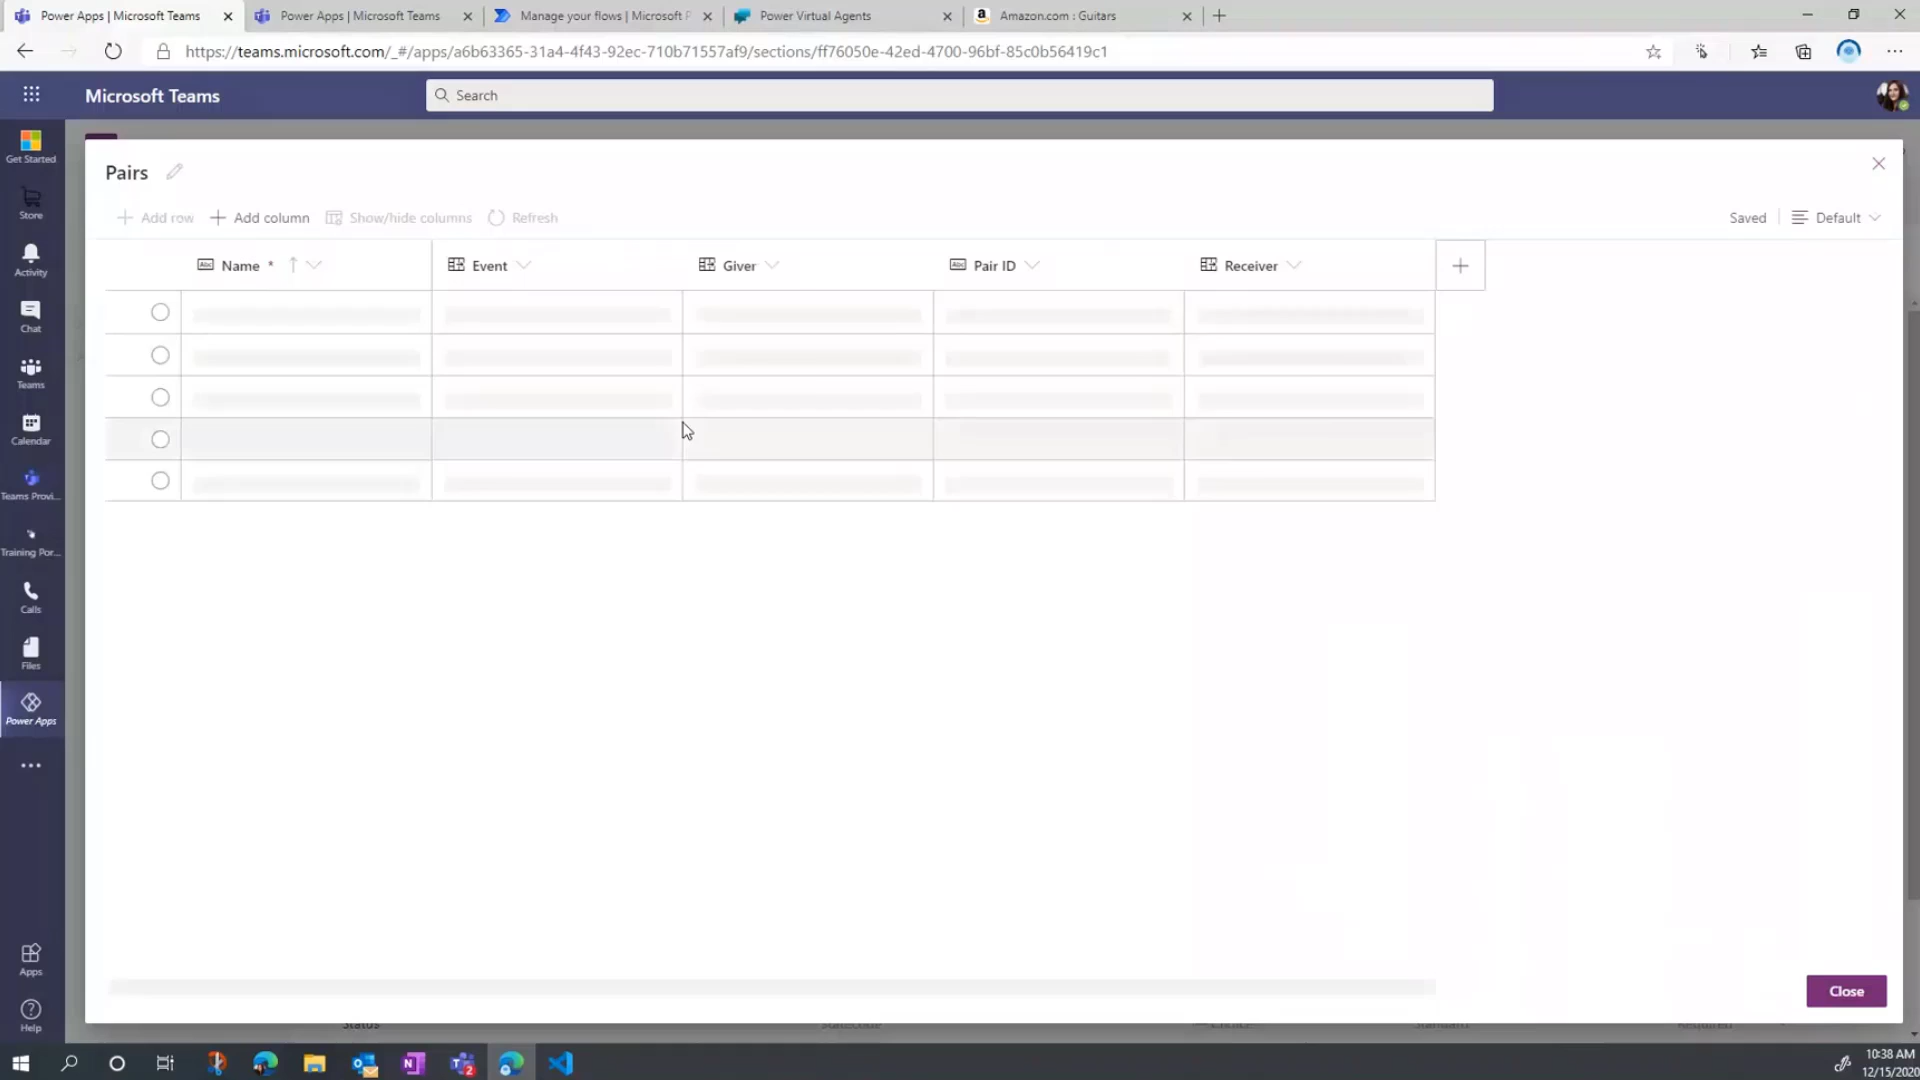 Power Apps | Microsoft Teams
Power Apps | Microsoft Teams
Manage your flows | Microsoft P
Power Virtual Agents
Amazon.com : Guitars
https://teams.microsoft.com/_#/apps/a6b63365-31a4-4f43-92ec-710b71557af9/sections/ff76050e-42ed-4700-96bf-85c0b56419c1
Microsoft Teams
Search
Get Started
Store
Activity
Chat
Teams
Calendar
Teams Provi...
Training Por...
Calls
Files
Power Apps
Apps
Help
Pairs
Add row
Add column
Show/hide columns
Refresh
Saved
Default
Name *
Event
Giver
Pair ID
Receiver
Close
Status
Choice
Standard
Required
10:38 AM
12/15/2020